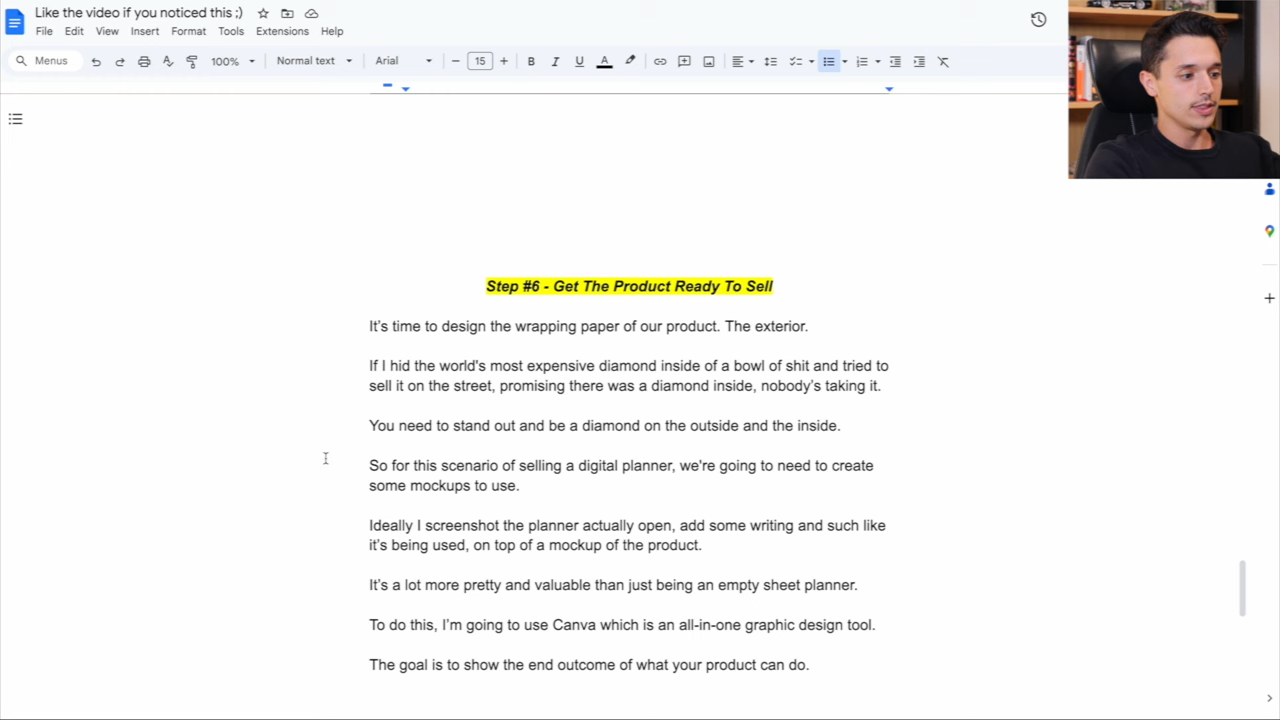 Like the video if you noticed this ;)
File Edit View Insert Format Tools Extensions Help
Menus 100% Normal text Arial 15 B I U A
Step #6 - Get The Product Ready To Sell
It's time to design the wrapping paper of our product. The exterior.
If I hid the world's most expensive diamond inside of a bowl of shit and tried to
sell it on the street, promising there was a diamond inside, nobody's taking it.
You need to stand out and be a diamond on the outside and the inside.
So for this scenario of selling a digital planner, we're going to need to create
some mockups to use.
Ideally I screenshot the planner actually open, add some writing and such like
it's being used, on top of a mockup of the product.
It's a lot more pretty and valuable than just being an empty sheet planner.
To do this, I'm going to use Canva which is an all-in-one graphic design tool.
The goal is to show the end outcome of what your product can do.